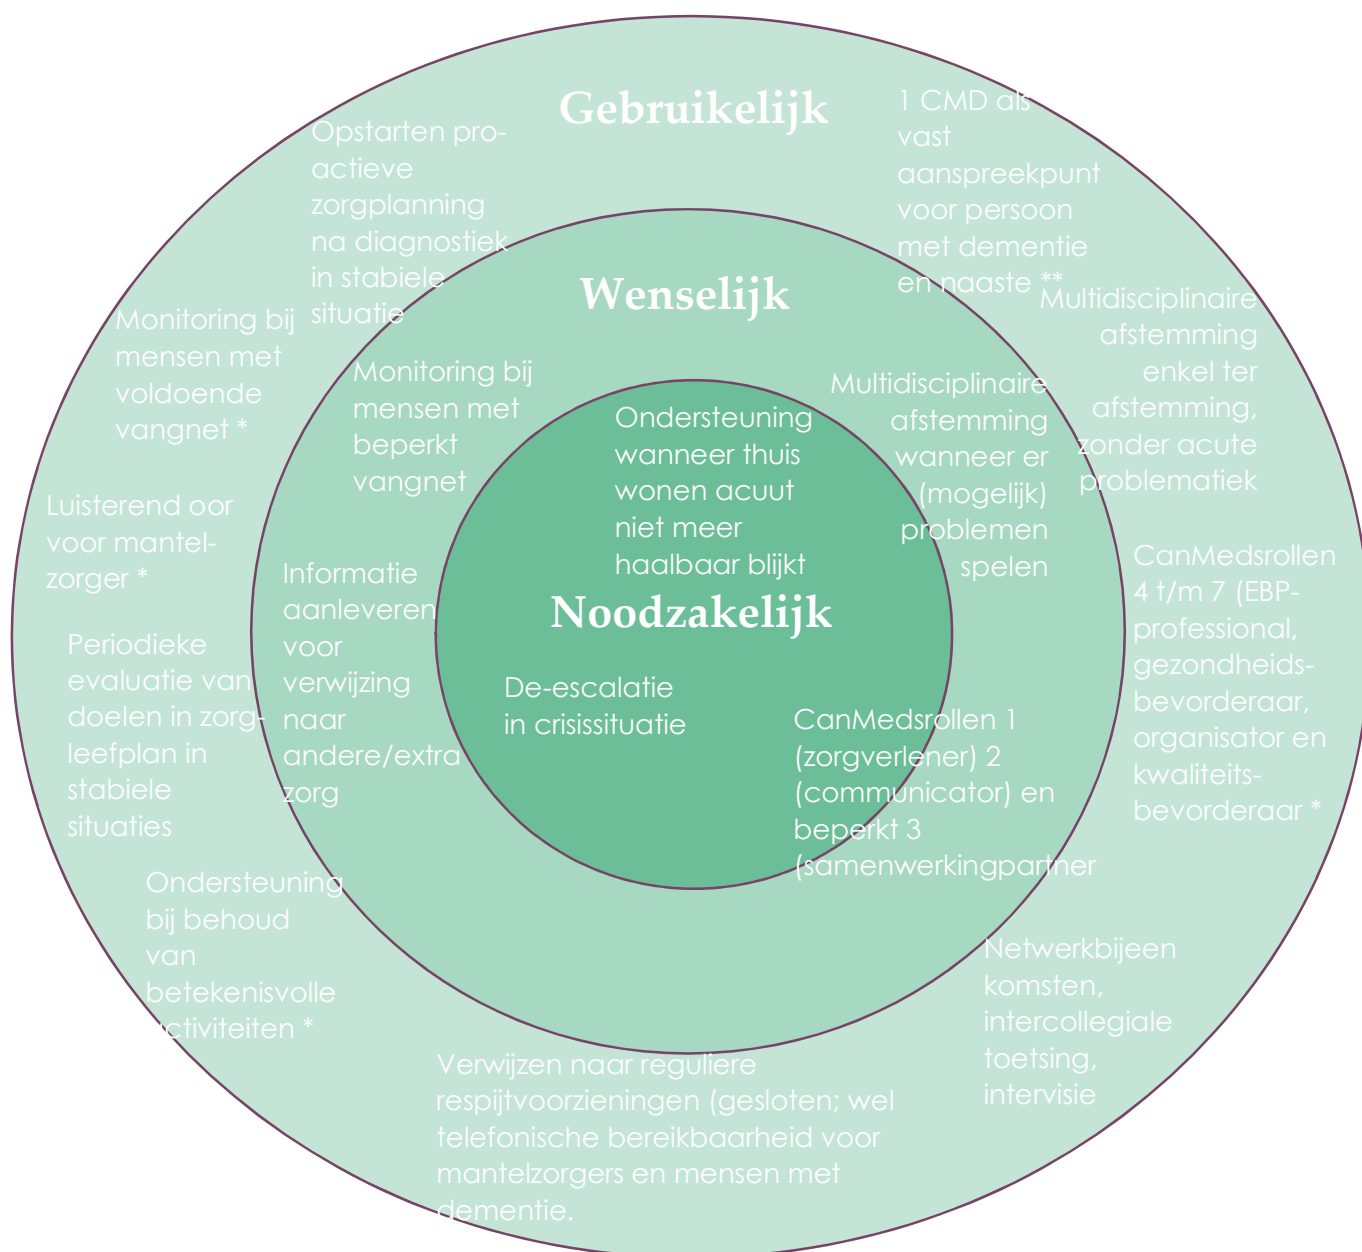 Gebruikelijk
1 CMD als
vast
aanspreekpunt
voor persoon
met dementie
en naaste **
Opstarten pro-
actieve
zorgplanning
na diagnostiek
in stabiele
situatie
Wenselijk
Multidisciplinaire
afstemming
enkel ter
afstemming,
zonder acute
problematiek
Monitoring bij
mensen met
voldoende
vangnet *
Monitoring bij
mensen met
beperkt
vangnet
Ondersteuning
wanneer thuis
wonen acuut
niet meer
haalbaar blijkt
Multidisciplinaire
afstemming
wanneer er
(mogelijk)
problemen
spelen
Luisterend oor
voor mantel-
zorger *
Informatie
aanleveren
voor
verwijzing
naar
andere/extra
zorg
Noodzakelijk
CanMedsrollen
4 t/m 7 (EBP-
professional,
gezondheids-
bevorderaar,
organisator en
kwaliteits-
bevorderaar *
Periodieke
evaluatie van
doelen in zorg-
leefplan in
stabiele
situaties
De-escalatie
in crisissituatie
CanMedsrollen 1
(zorgverlener) 2
(communicator) en
beperkt 3
(samenwerkingpartner
Ondersteuning
bij behoud
van
betekenisvolle
activiteiten *
Netwerkbijeen
komsten,
intercollegiale
toetsing,
intervisie
Verwijzen naar reguliere
respijtvoorzieningen (gesloten; wel
telefonische bereikbaarheid voor
mantelzorgers en mensen met
dementie.